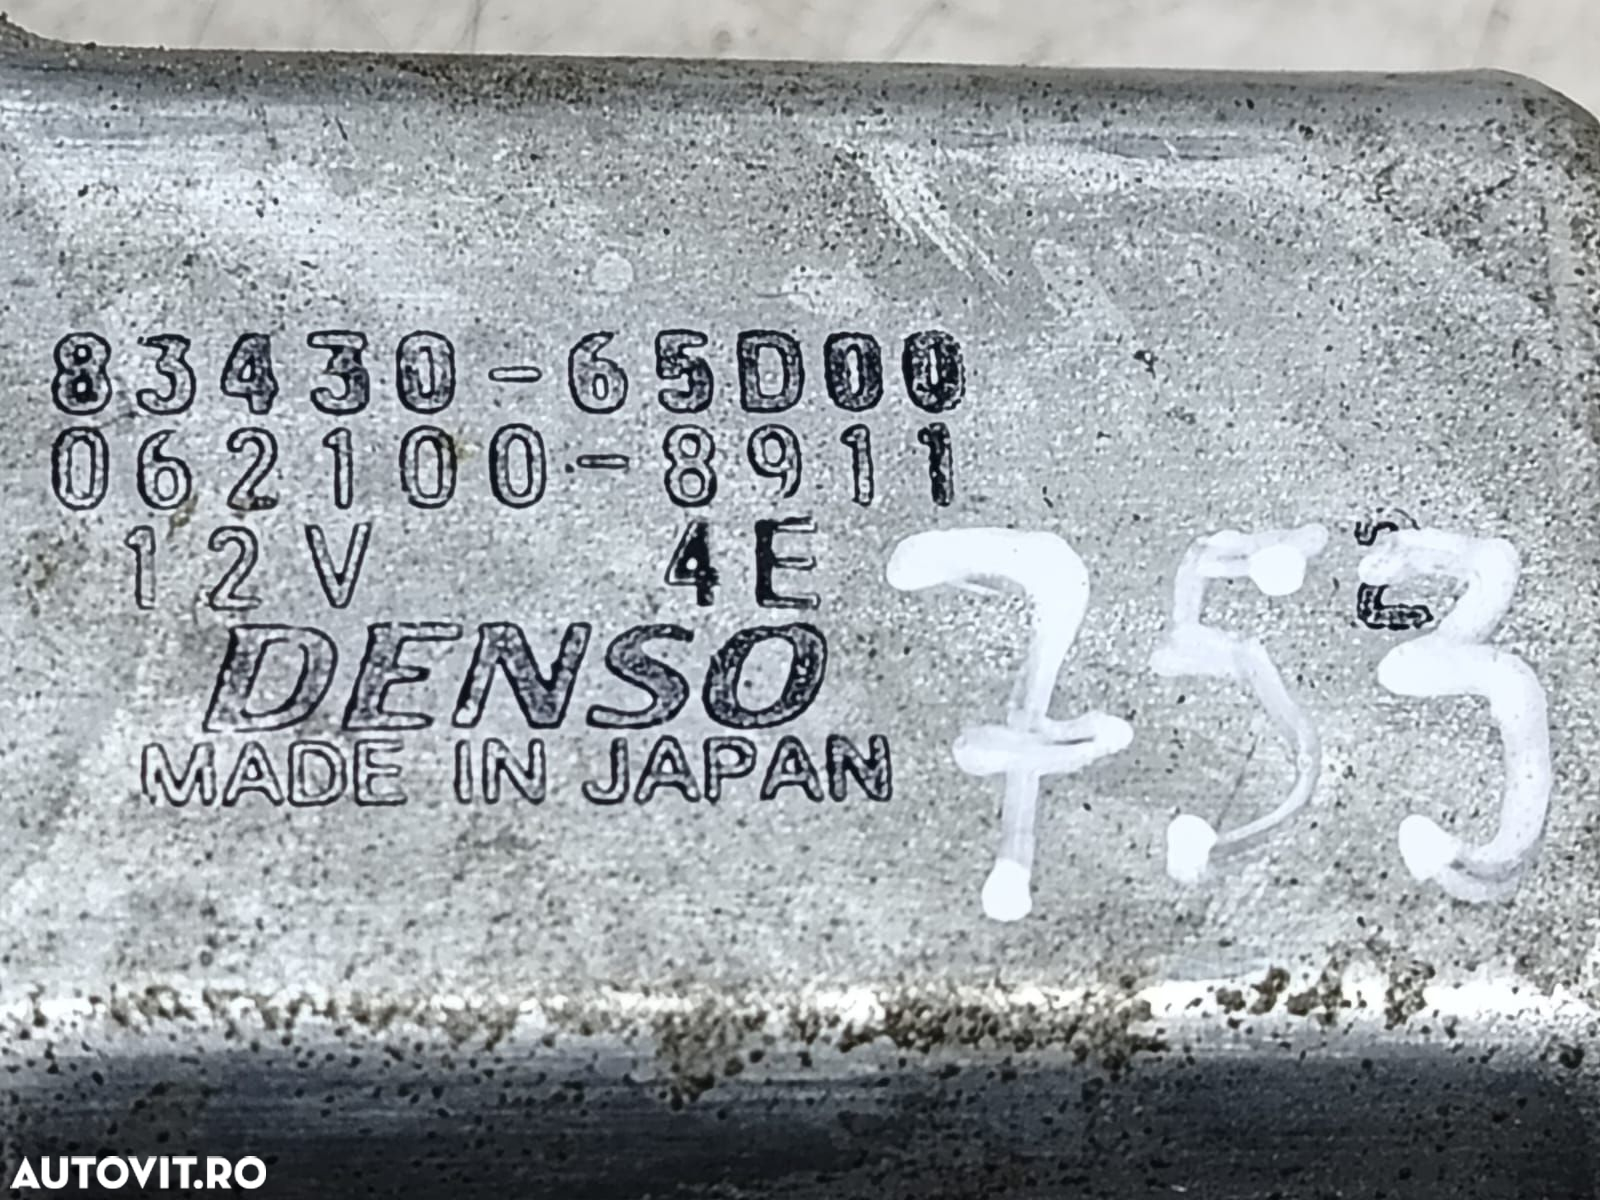 83430-65D00
062100-8911
12V 4E
DENSO
MADE IN JAPAN
753
AUTOVIT.RO